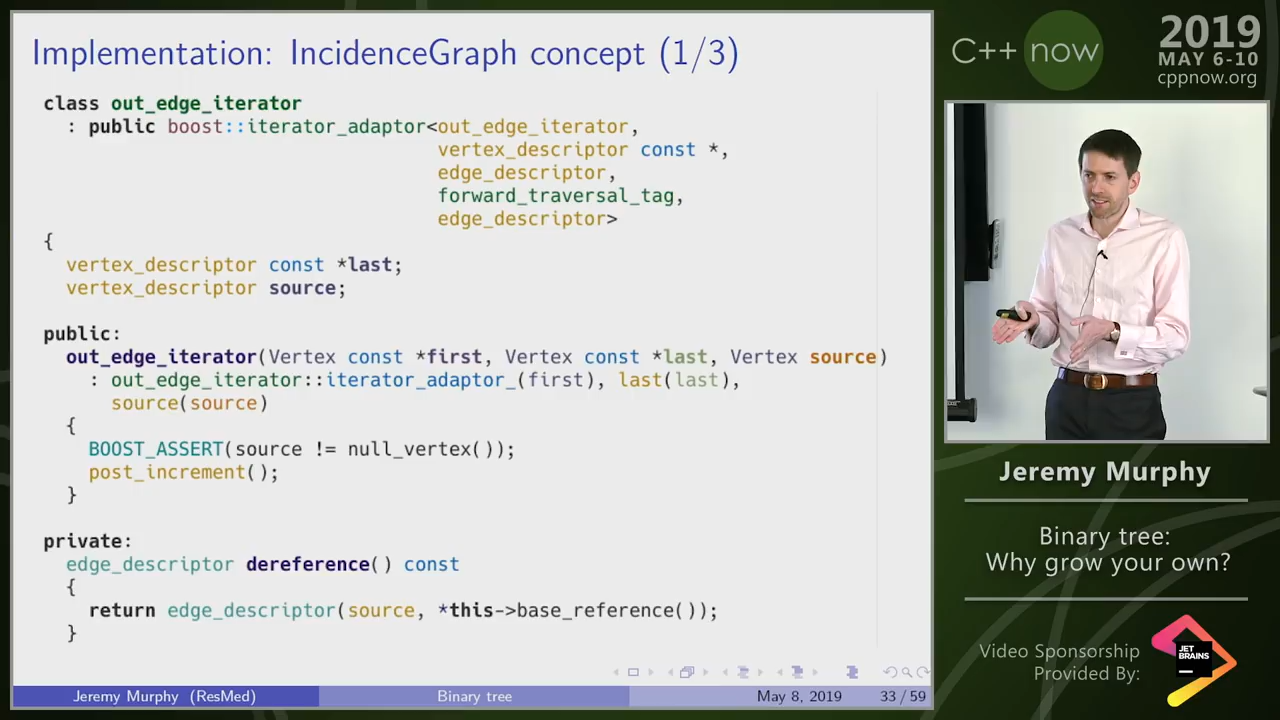 Implementation: IncidenceGraph concept (1/3)
class out_edge_iterator
: public boost::iterator_adaptor<out_edge_iterator,
vertex_descriptor const *,
edge_descriptor,
forward_traversal_tag,
edge_descriptor>
{
vertex_descriptor const *last;
vertex_descriptor source;
public:
out_edge_iterator(Vertex const *first, Vertex const *last, Vertex source)
: out_edge_iterator::iterator_adaptor_(first), last(last),
source(source)
{
BOOST_ASSERT(source != null_vertex());
post_increment();
}
private:
edge_descriptor dereference() const
{
return edge_descriptor(source, *this->base_reference());
}
Jeremy Murphy (ResMed) Binary tree May 8, 2019 33 / 59
C++ now
2019
MAY 6-10
cppnow.org
Jeremy Murphy
Binary tree:
Why grow your own?
Video Sponsorship
Provided By:
JET
BRAINS